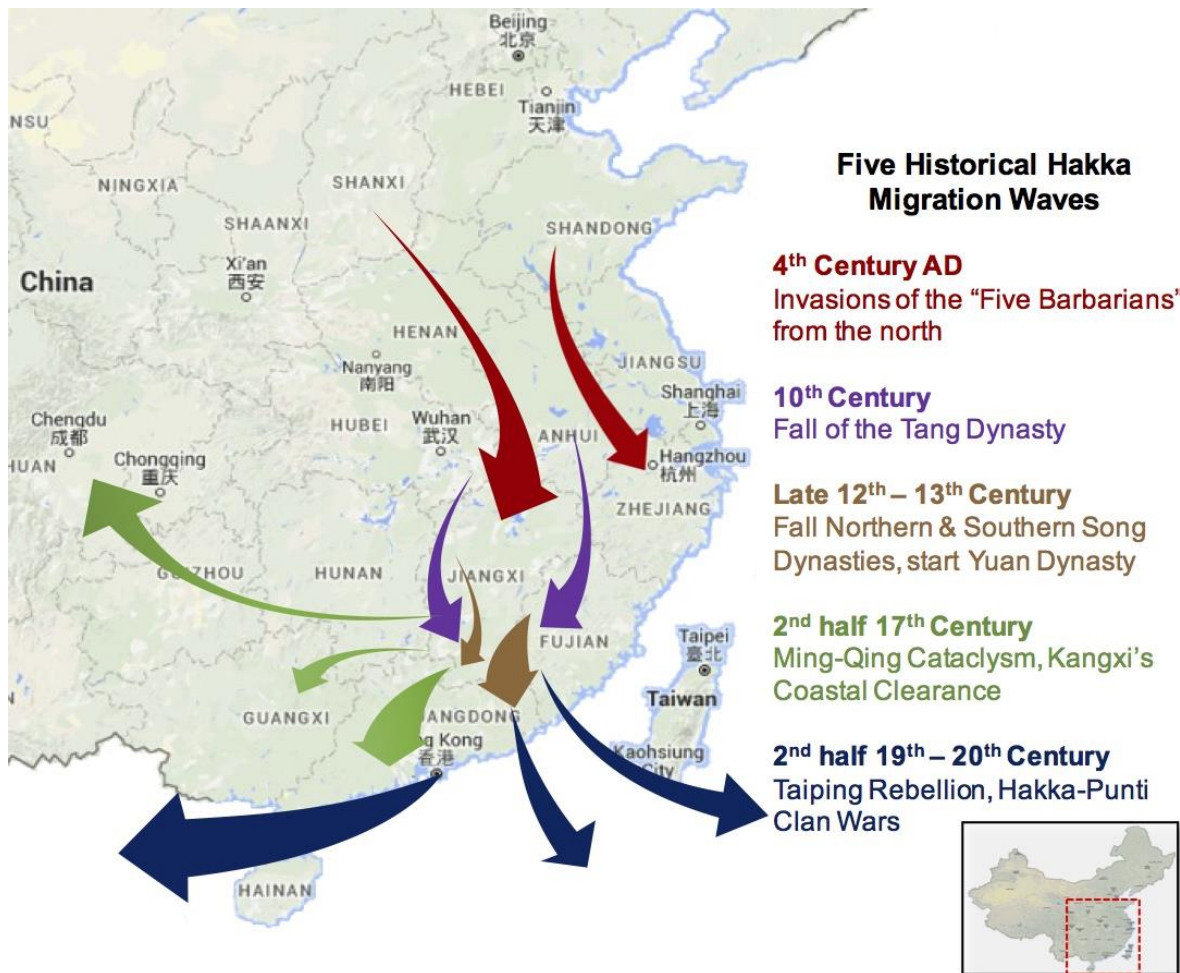 Beijing
北京
HEBEI
Tianjin
天津
NSU
NINGXIA
SHANXI
SHAANXI
SHANDONG
Xi'an
西安
China
HENAN
Nanyang
南阳
JIANGSU
Shanghai
上海
Chengdu
成都
HUBEI
Wuhan
武汉
ANHUI
HUAN
Chongqing
重庆
Hangzhou
杭州
ZHEJIANG
HUNAN
JIANGXI
FUJIAN
Taipei
臺北
Taiwan
GUANGXI
ANGDONG
g Kong
香港
Kaohsiung
City
HAINAN
Five Historical Hakka
Migration Waves
4th Century AD
Invasions of the “Five Barbarians”
from the north
10th Century
Fall of the Tang Dynasty
Late 12th – 13th Century
Fall Northern & Southern Song
Dynasties, start Yuan Dynasty
2nd half 17th Century
Ming-Qing Cataclysm, Kangxi’s
Coastal Clearance
2nd half 19th – 20th Century
Taiping Rebellion, Hakka-Punti
Clan Wars